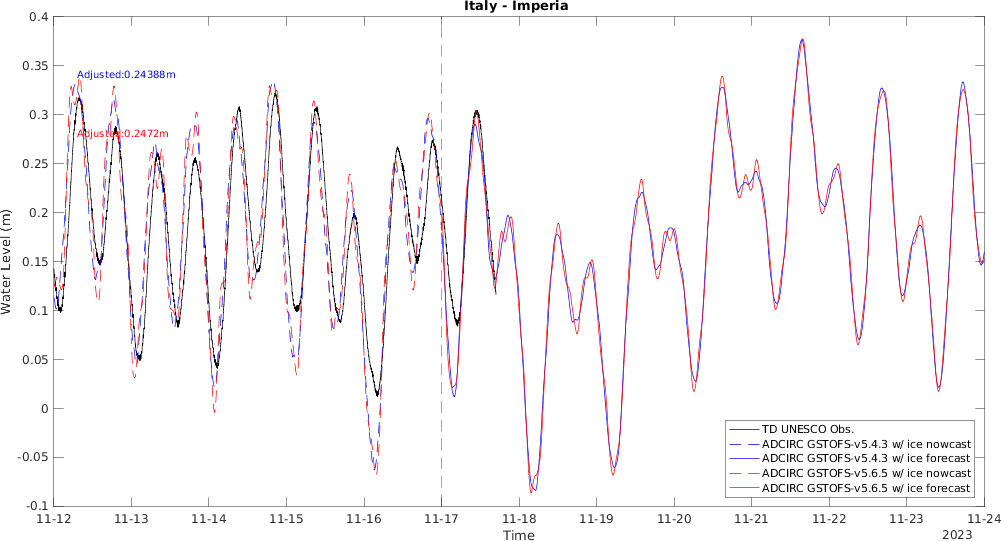 Italy - Imperia
0.4
0.35
0.3
0.25
0.2
0.15
0.1
0.05
0
-0.05
-0.1
Water Level (m)
Adjusted:0.24388m
Adjusted:0.2472m
TD UNESCO Obs.
ADCIRC GSTOFS-v5.4.3 w/ ice nowcast
ADCIRC GSTOFS-v5.4.3 w/ ice forecast
ADCIRC GSTOFS-v5.6.5 w/ ice nowcast
ADCIRC GSTOFS-v5.6.5 w/ ice forecast
11-12 11-13 11-14 11-15 11-16 11-17 11-18 11-19 11-20 11-21 11-22 11-23 11-24
Time
2023